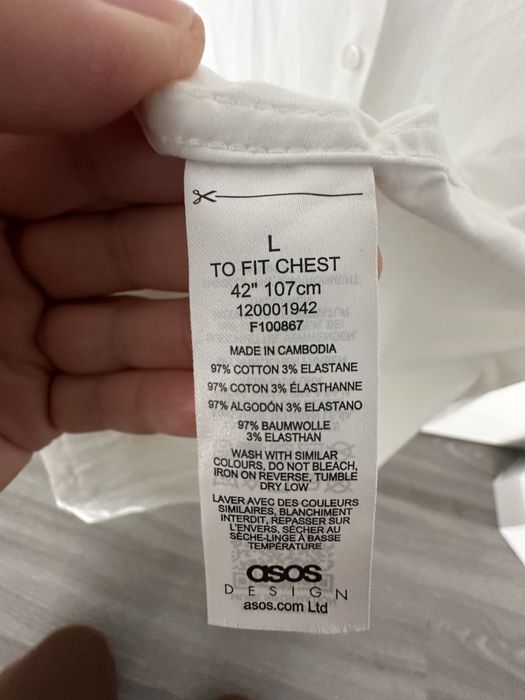 L
TO FIT CHEST
42" 107cm
120001942
F100867
MADE IN CAMBODIA
97% COTTON 3% ELASTANE
97% COTON 3% ÉLASTHANNE
97% ALGODÓN 3% ELASTANO
97% BAUMWOLLE
3% ELASTHAN
WASH WITH SIMILAR
COLOURS, DO NOT BLEACH,
IRON ON REVERSE, TUMBLE
DRY LOW
LAVER AVEC DES COULEURS
SIMILAIRES, BLANCHIMENT
INTERDIT, REPASSER SUR
L'ENVERS, SÉCHER AU
SÈCHE-LINGE À BASSE
TEMPÉRATURE
asos
DESIGN
asos.com Ltd